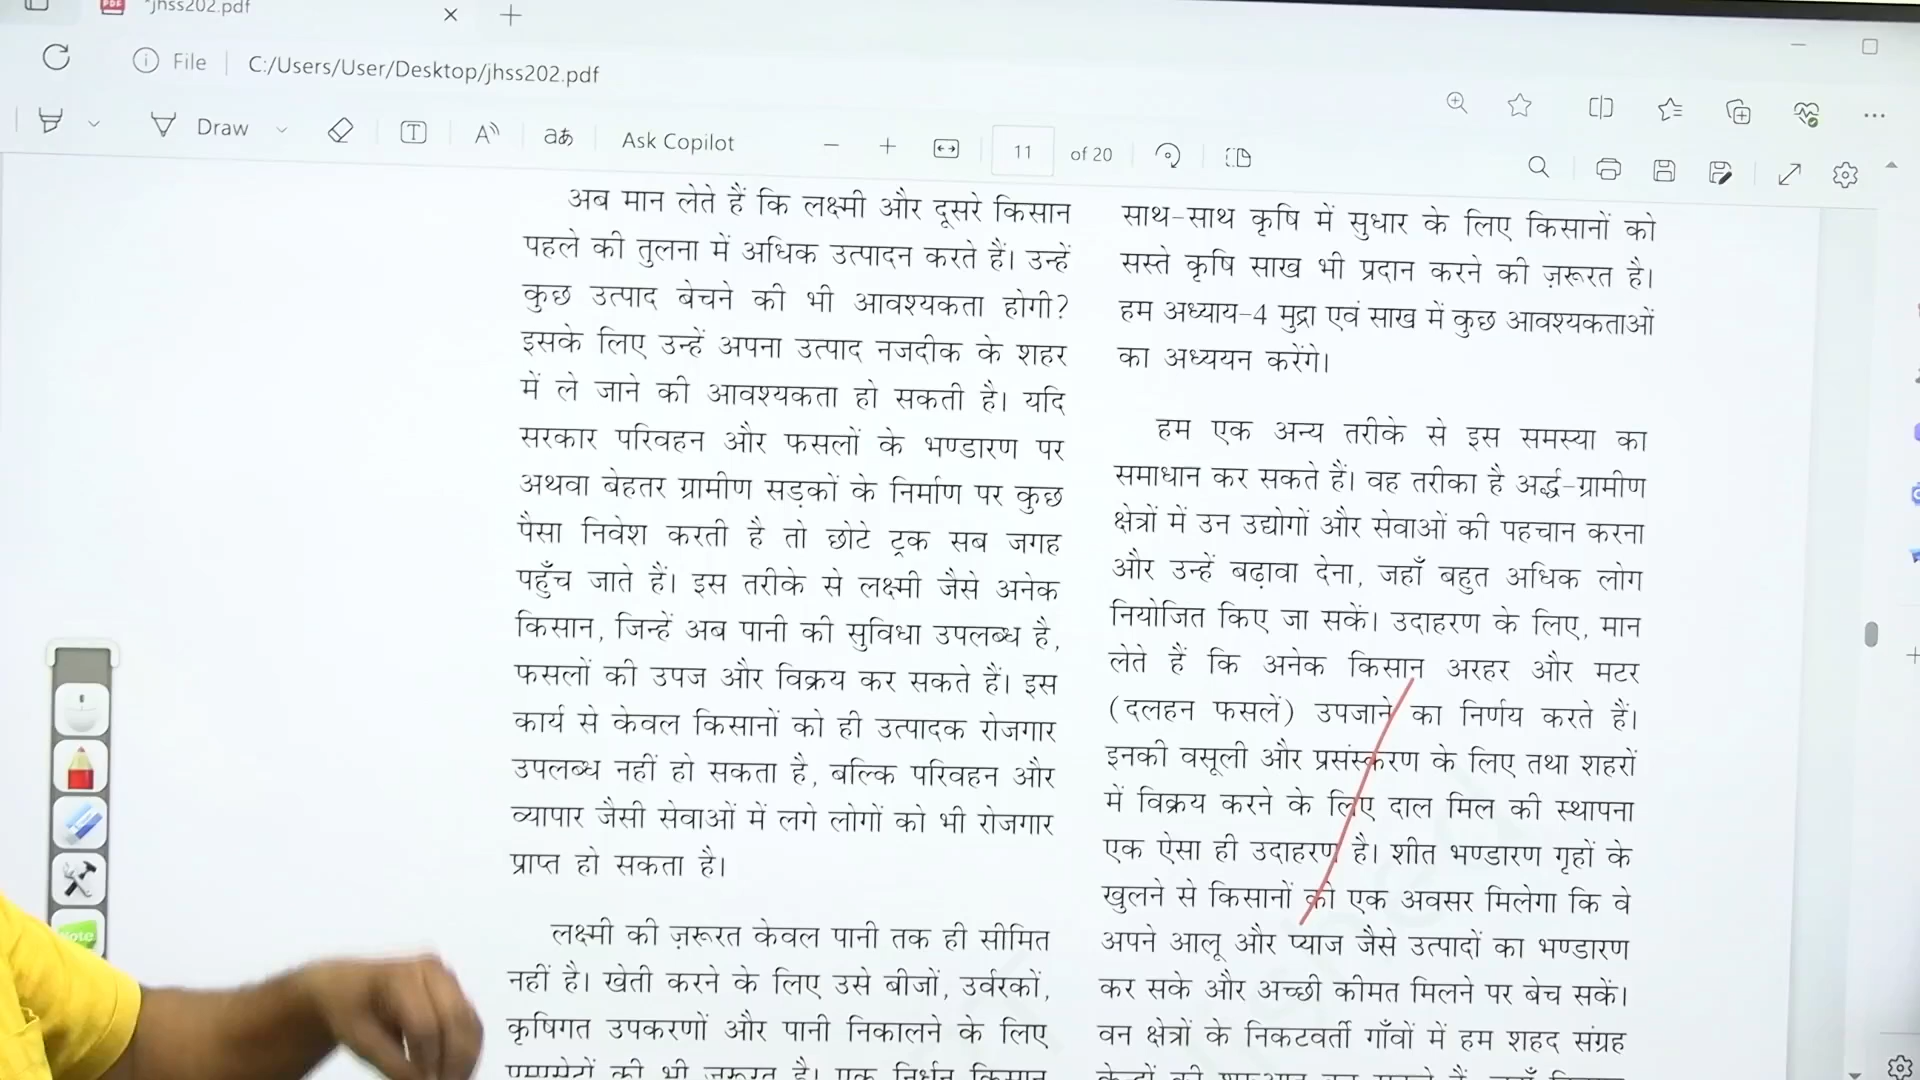 *jhss202.pdf
File
C:/Users/User/Desktop/jhss202.pdf
Draw
Ask Copilot
11
of 20
अब मान लेते हैं कि लक्ष्मी और दूसरे किसान
पहले की तुलना में अधिक उत्पादन करते हैं। उन्हें
कुछ उत्पाद बेचने की भी आवश्यकता होगी?
इसके लिए उन्हें अपना उत्पाद नजदीक के शहर
में ले जाने की आवश्यकता हो सकती है। यदि
सरकार परिवहन और फसलों के भण्डारण पर
अथवा बेहतर ग्रामीण सड़कों के निर्माण पर कुछ
पैसा निवेश करती है तो छोटे ट्रक सब जगह
पहुँच जाते हैं। इस तरीके से लक्ष्मी जैसे अनेक
किसान, जिन्हें अब पानी की सुविधा उपलब्ध है,
फसलों की उपज और विक्रय कर सकते हैं। इस
कार्य से केवल किसानों को ही उत्पादक रोजगार
उपलब्ध नहीं हो सकता है, बल्कि परिवहन और
व्यापार जैसी सेवाओं में लगे लोगों को भी रोजगार
प्राप्त हो सकता है।
लक्ष्मी की ज़रूरत केवल पानी तक ही सीमित
नहीं है। खेती करने के लिए उसे बीजों, उर्वरकों,
कृषिगत उपकरणों और पानी निकालने के लिए
पम्पसेटों की भी ज़रूरत है। एक निर्धन किसान
साथ-साथ कृषि में सुधार के लिए किसानों को
सस्ते कृषि साख भी प्रदान करने की ज़रूरत है।
हम अध्याय-4 मुद्रा एवं साख में कुछ आवश्यकताओं
का अध्ययन करेंगे।
हम एक अन्य तरीके से इस समस्या का
समाधान कर सकते हैं। वह तरीका है अर्द्ध-ग्रामीण
क्षेत्रों में उन उद्योगों और सेवाओं की पहचान करना
और उन्हें बढ़ावा देना, जहाँ बहुत अधिक लोग
नियोजित किए जा सकें। उदाहरण के लिए, मान
लेते हैं कि अनेक किसान अरहर और मटर
(दलहन फसलें) उपजाने का निर्णय करते हैं।
इनकी वसूली और प्रसंस्करण के लिए तथा शहरों
में विक्रय करने के लिए दाल मिल की स्थापना
एक ऐसा ही उदाहरण है। शीत भण्डारण गृहों के
खुलने से किसानों को एक अवसर मिलेगा कि वे
अपने आलू और प्याज जैसे उत्पादों का भण्डारण
कर सके और अच्छी कीमत मिलने पर बेच सकें।
वन क्षेत्रों के निकटवर्ती गाँवों में हम शहद संग्रह
Note